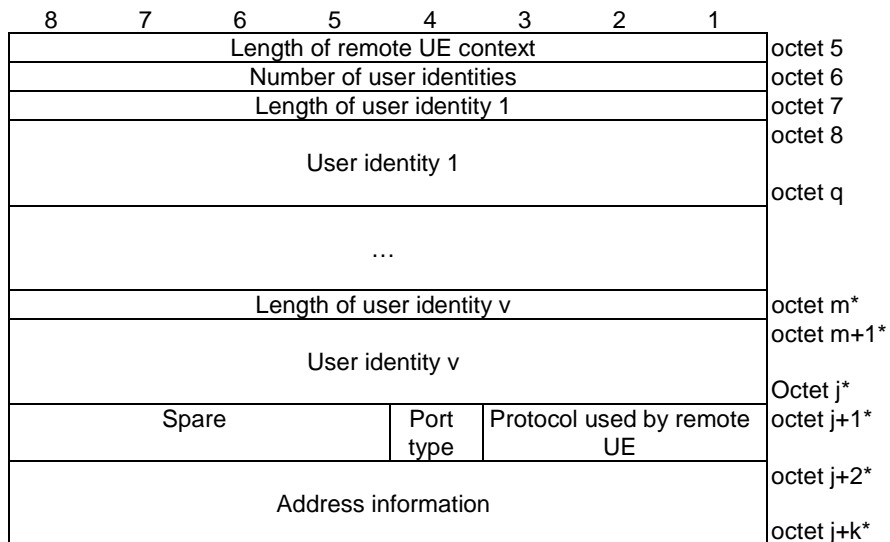 8 7 6 5 4 3 2 1
Length of remote UE context octet 5
Number of user identities octet 6
Length of user identity 1 octet 7
octet 8
User identity 1
octet q
…
Length of user identity v octet m*
octet m+1*
User identity v
Octet j*
Spare Port Protocol used by remote octet j+1*
type UE
octet j+2*
Address information
octet j+k*